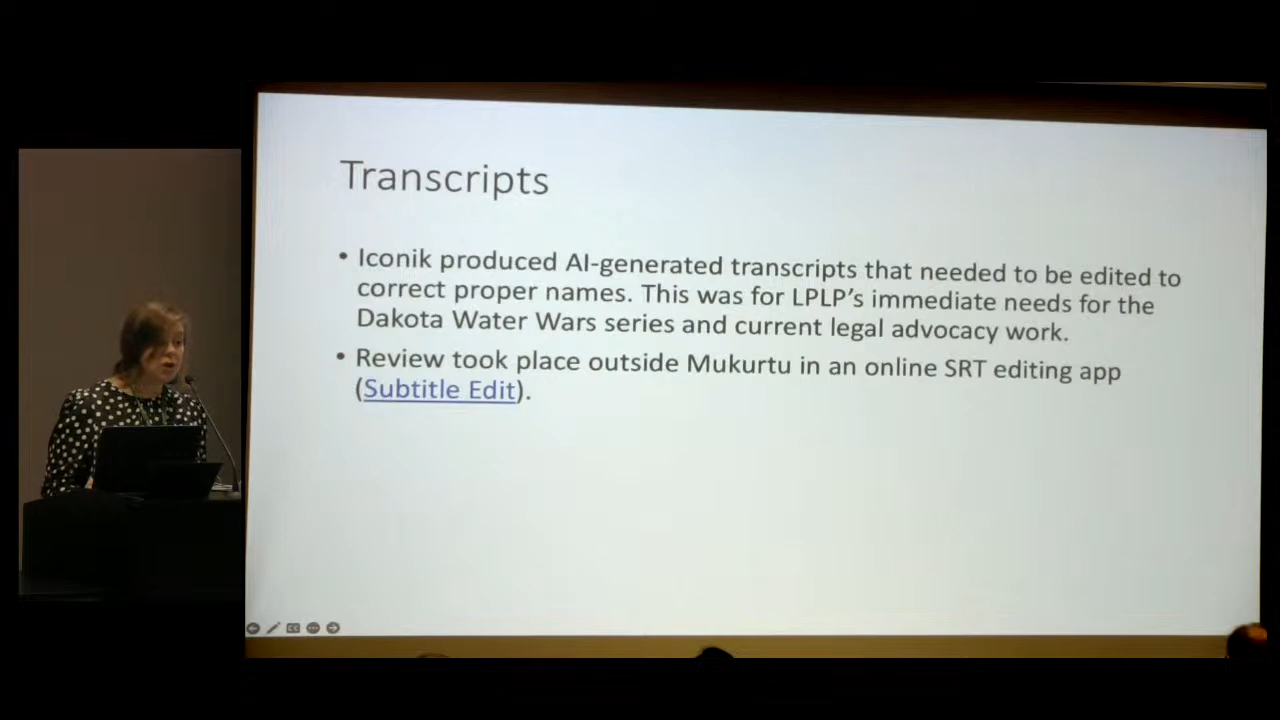 Transcripts
• Iconik produced AI-generated transcripts that needed to be edited to
correct proper names. This was for LPLP's immediate needs for the
Dakota Water Wars series and current legal advocacy work.
• Review took place outside Mukurtu in an online SRT editing app
(Subtitle Edit).